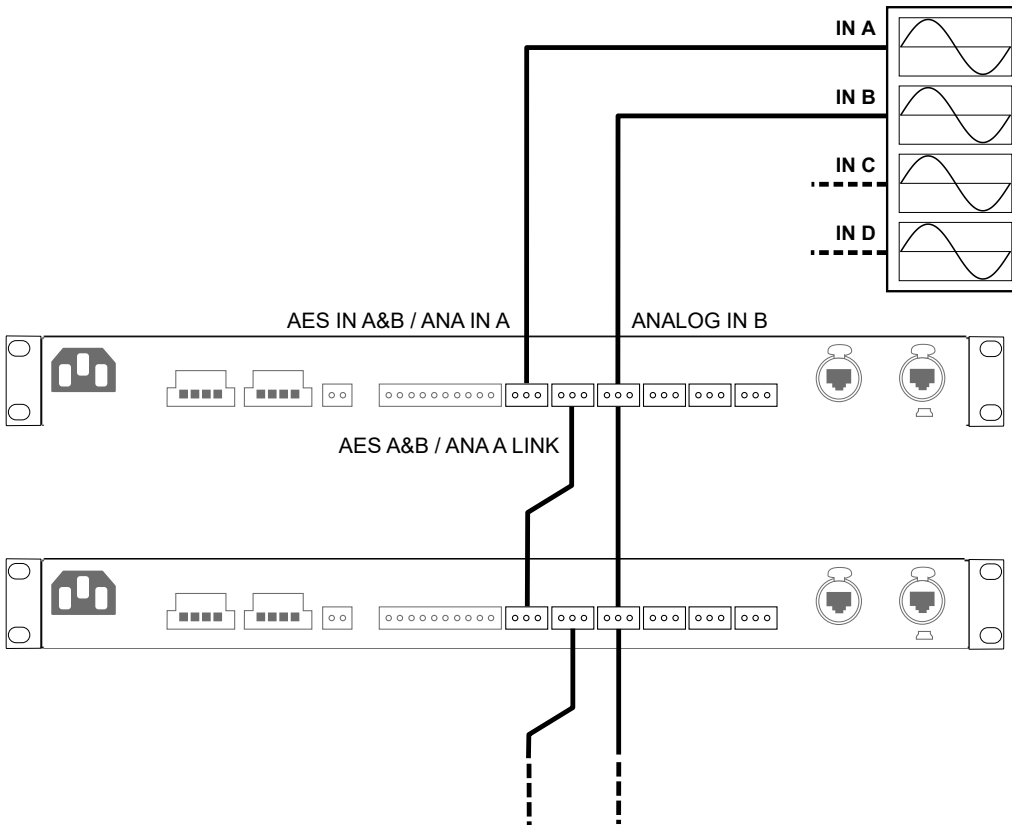 IN A
IN B
IN C
IN D
AES IN A&B / ANA IN A
ANALOG IN B
AES A&B / ANA A LINK